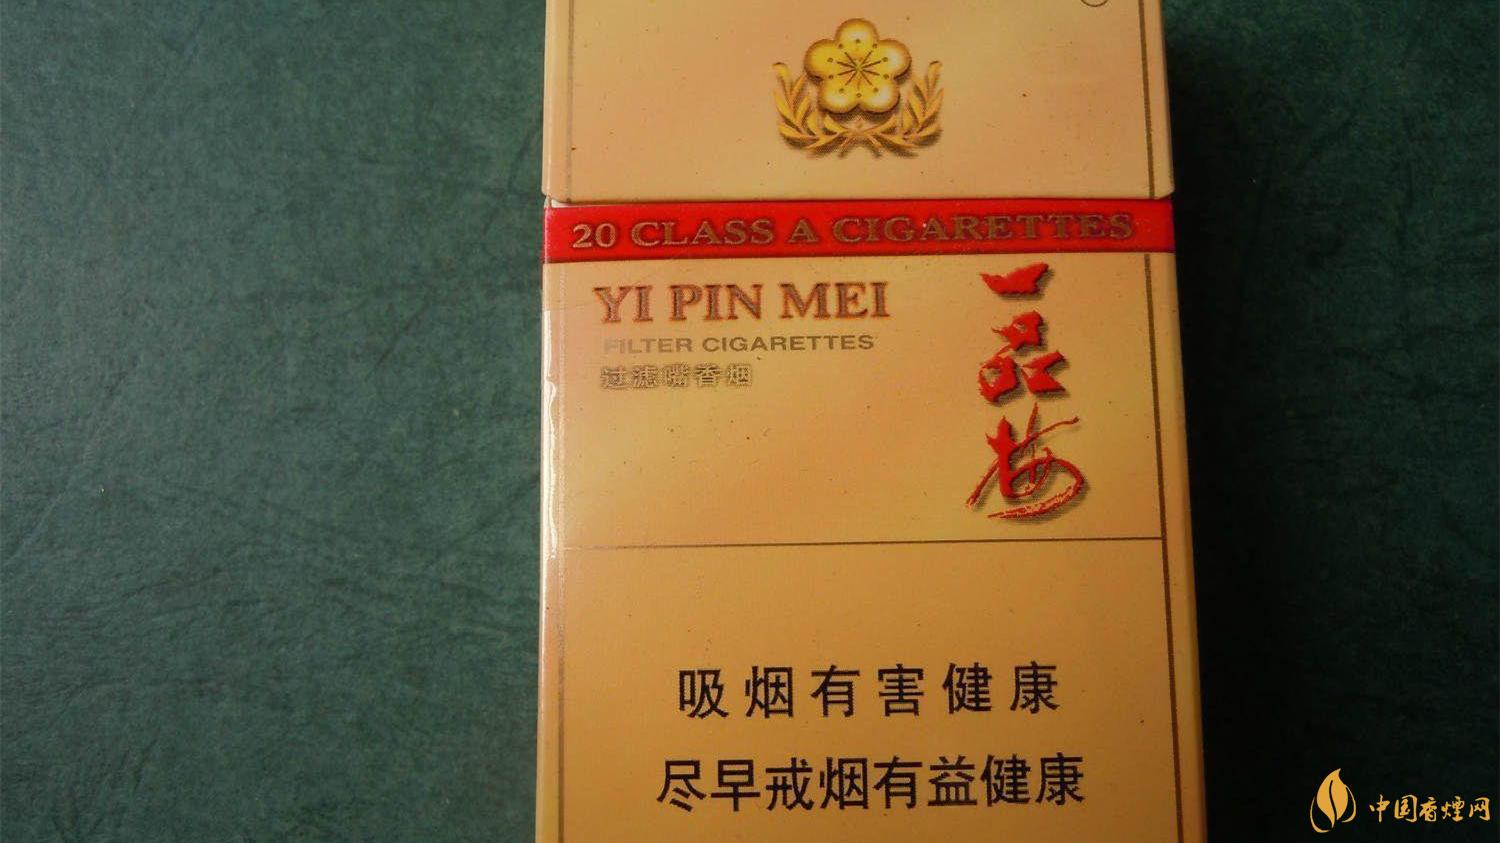 20 CLASS A CIGARETTES
YI PIN MEI
FILTER CIGARETTES
过滤嘴香烟
一品梅
吸烟有害健康
尽早戒烟有益健康
中国香煙网